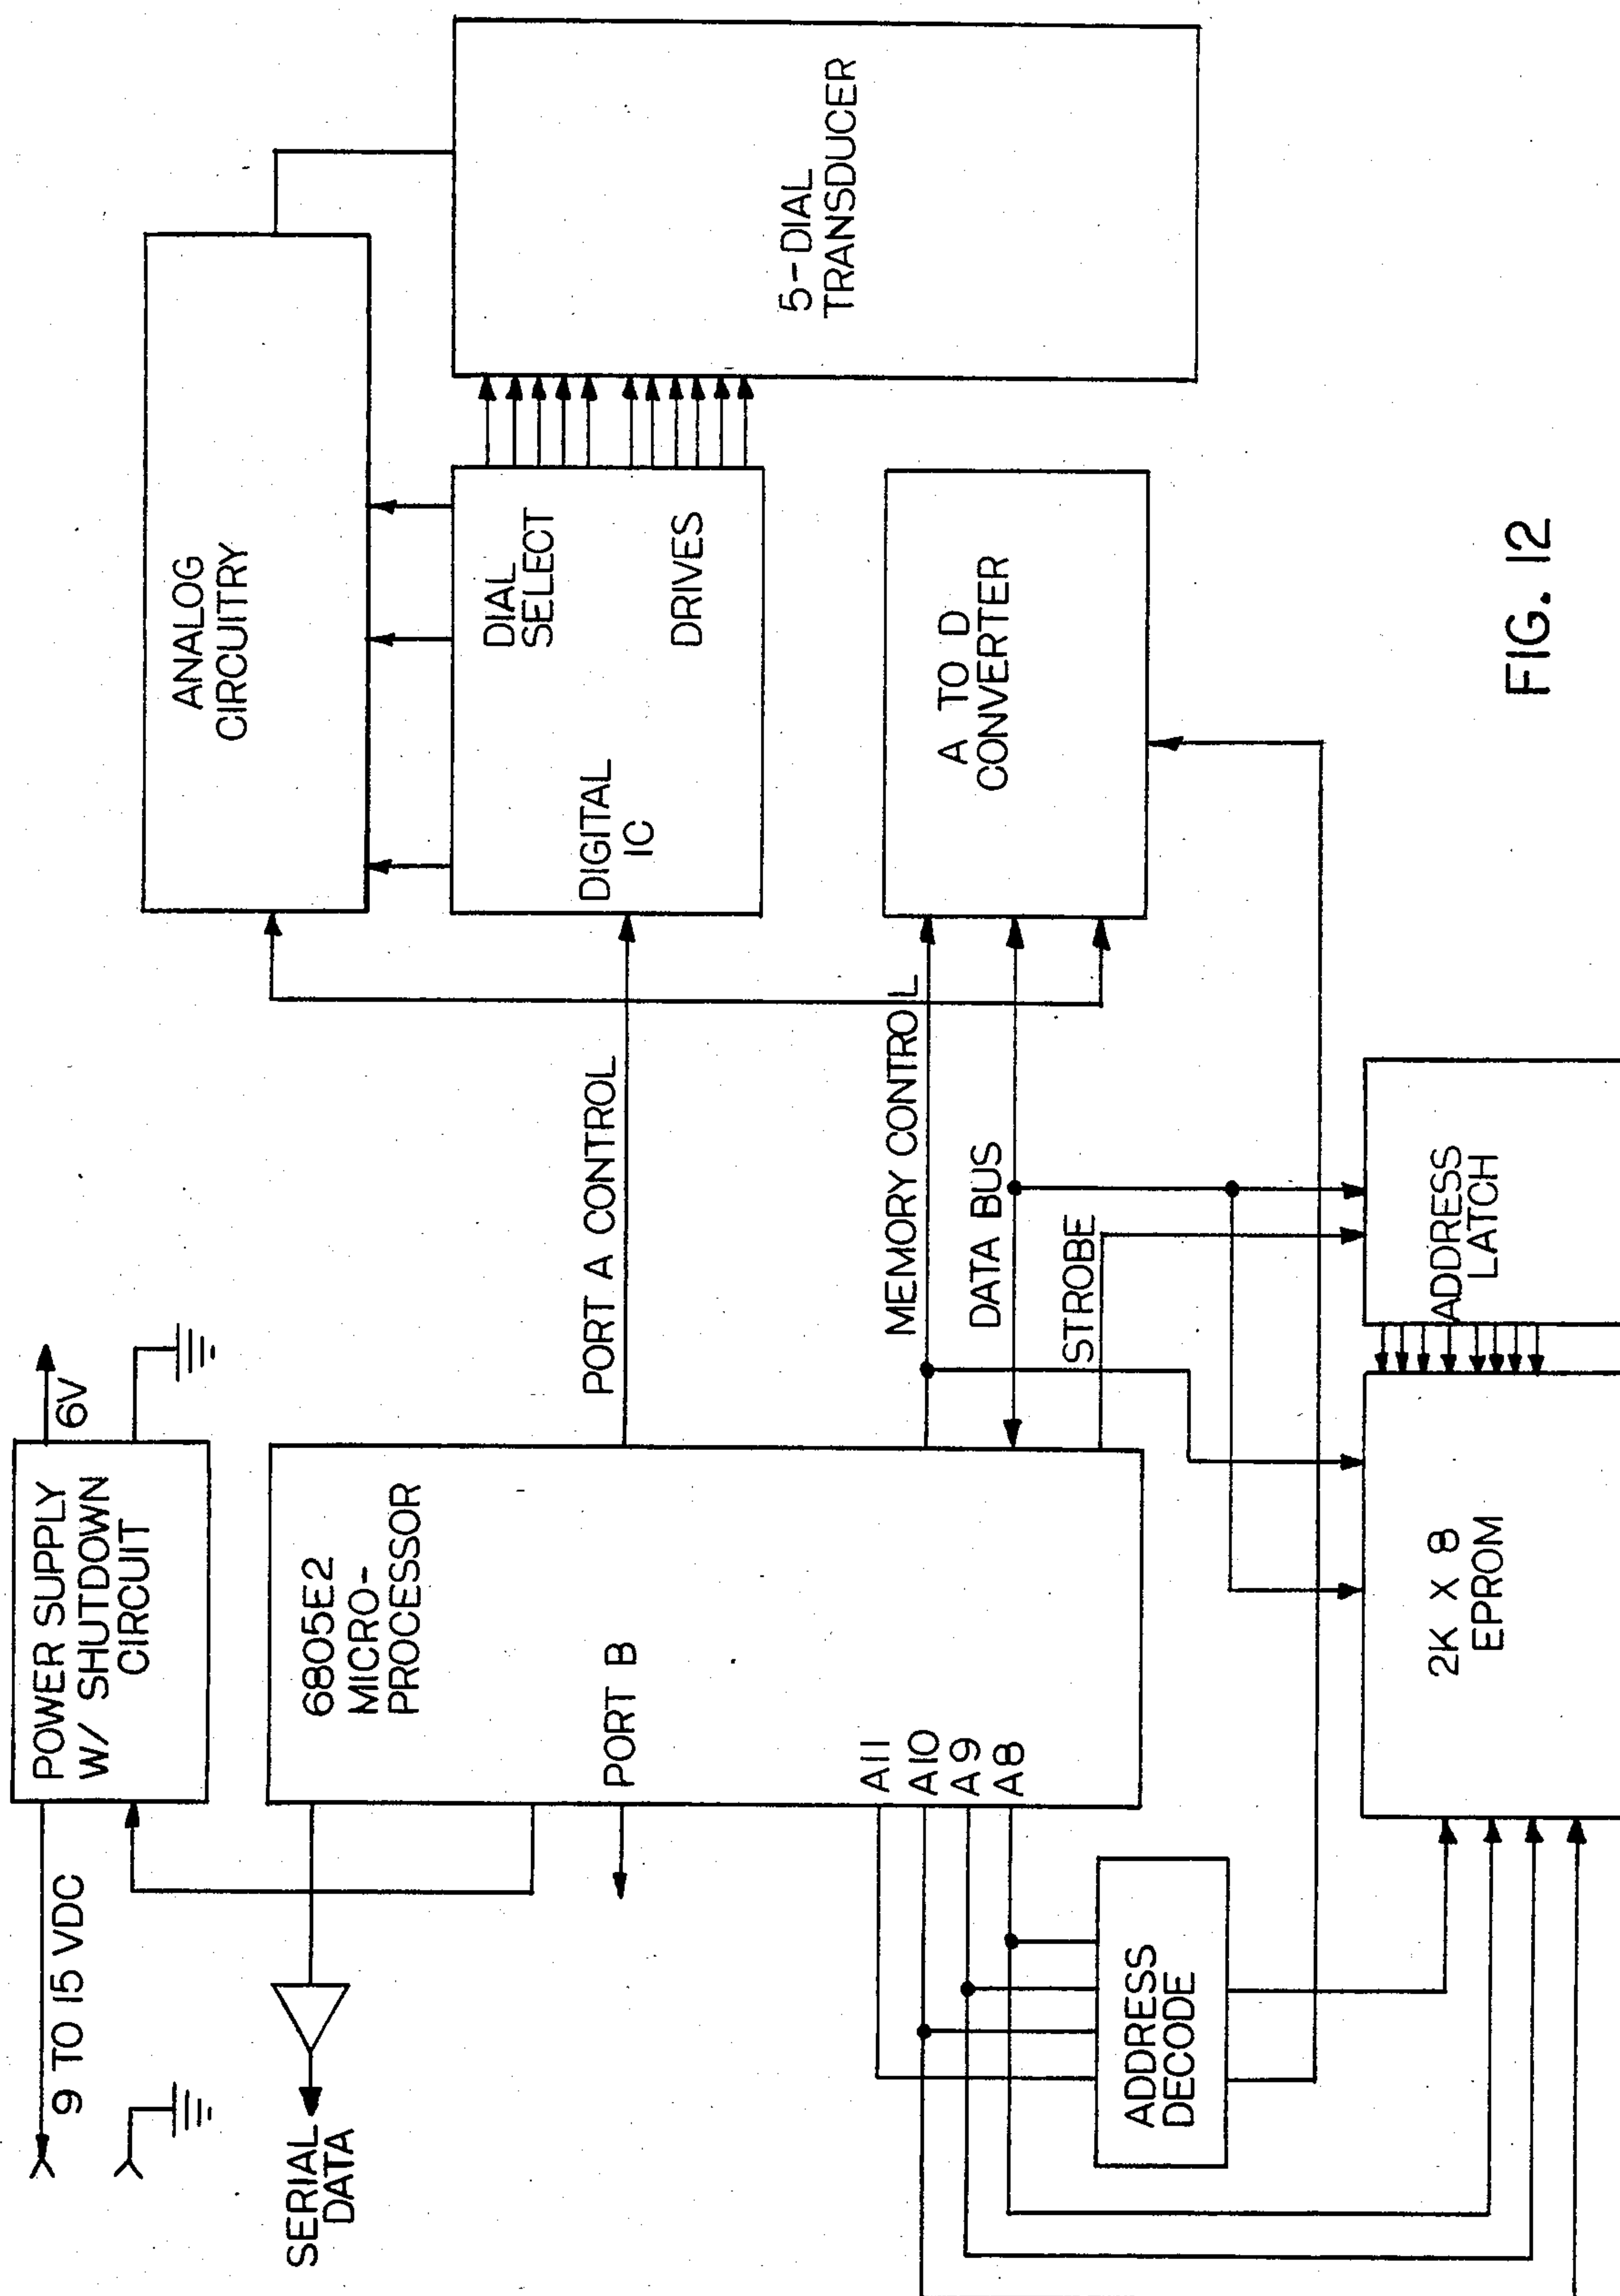 9 TO 15 VDC
POWER SUPPLY
W/ SHUTDOWN
CIRCUIT
6V
SERIAL
DATA
6805E2
MICRO-
PROCESSOR
PORT B
A11
A10
A9
A8
PORT A CONTROL
MEMORY CONTROL
DATA BUS
STROBE
ANALOG
CIRCUITRY
DIAL
SELECT
DIGITAL
IC
DRIVES
5-DIAL
TRANSDUCER
A TO D
CONVERTER
ADDRESS
DECODE
2K X 8
EPROM
ADDRESS
LATCH
FIG. 12